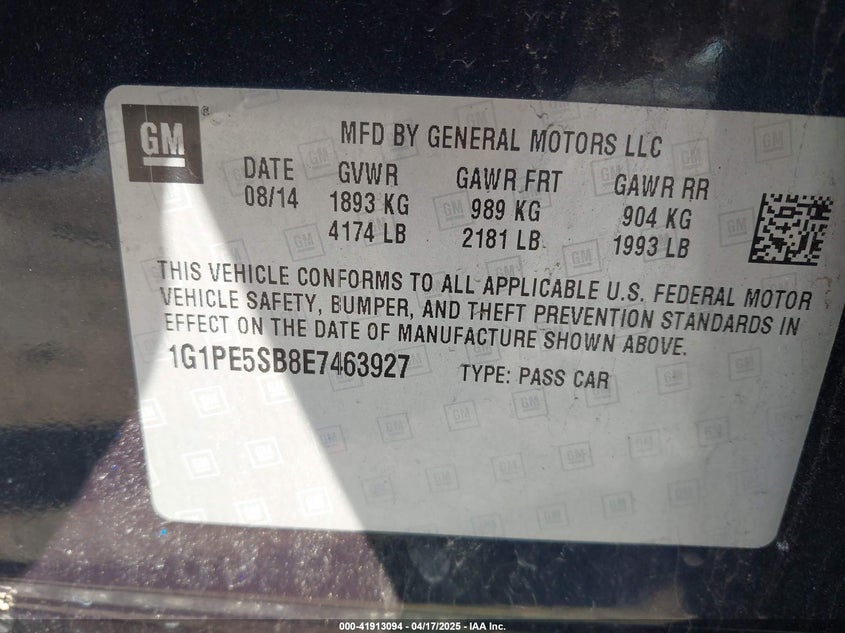 GM ®
MFD BY GENERAL MOTORS LLC
DATE GVWR GAWR FRT GAWR RR
08/14 1893 KG 989 KG 904 KG
4174 LB 2181 LB 1993 LB
THIS VEHICLE CONFORMS TO ALL APPLICABLE U.S. FEDERAL MOTOR
VEHICLE SAFETY, BUMPER, AND THEFT PREVENTION STANDARDS IN
EFFECT ON THE DATE OF MANUFACTURE SHOWN ABOVE.
1G1PE5SB8E7463927 TYPE: PASS CAR
000-41913094 - 04/17/2025 - IAA Inc.